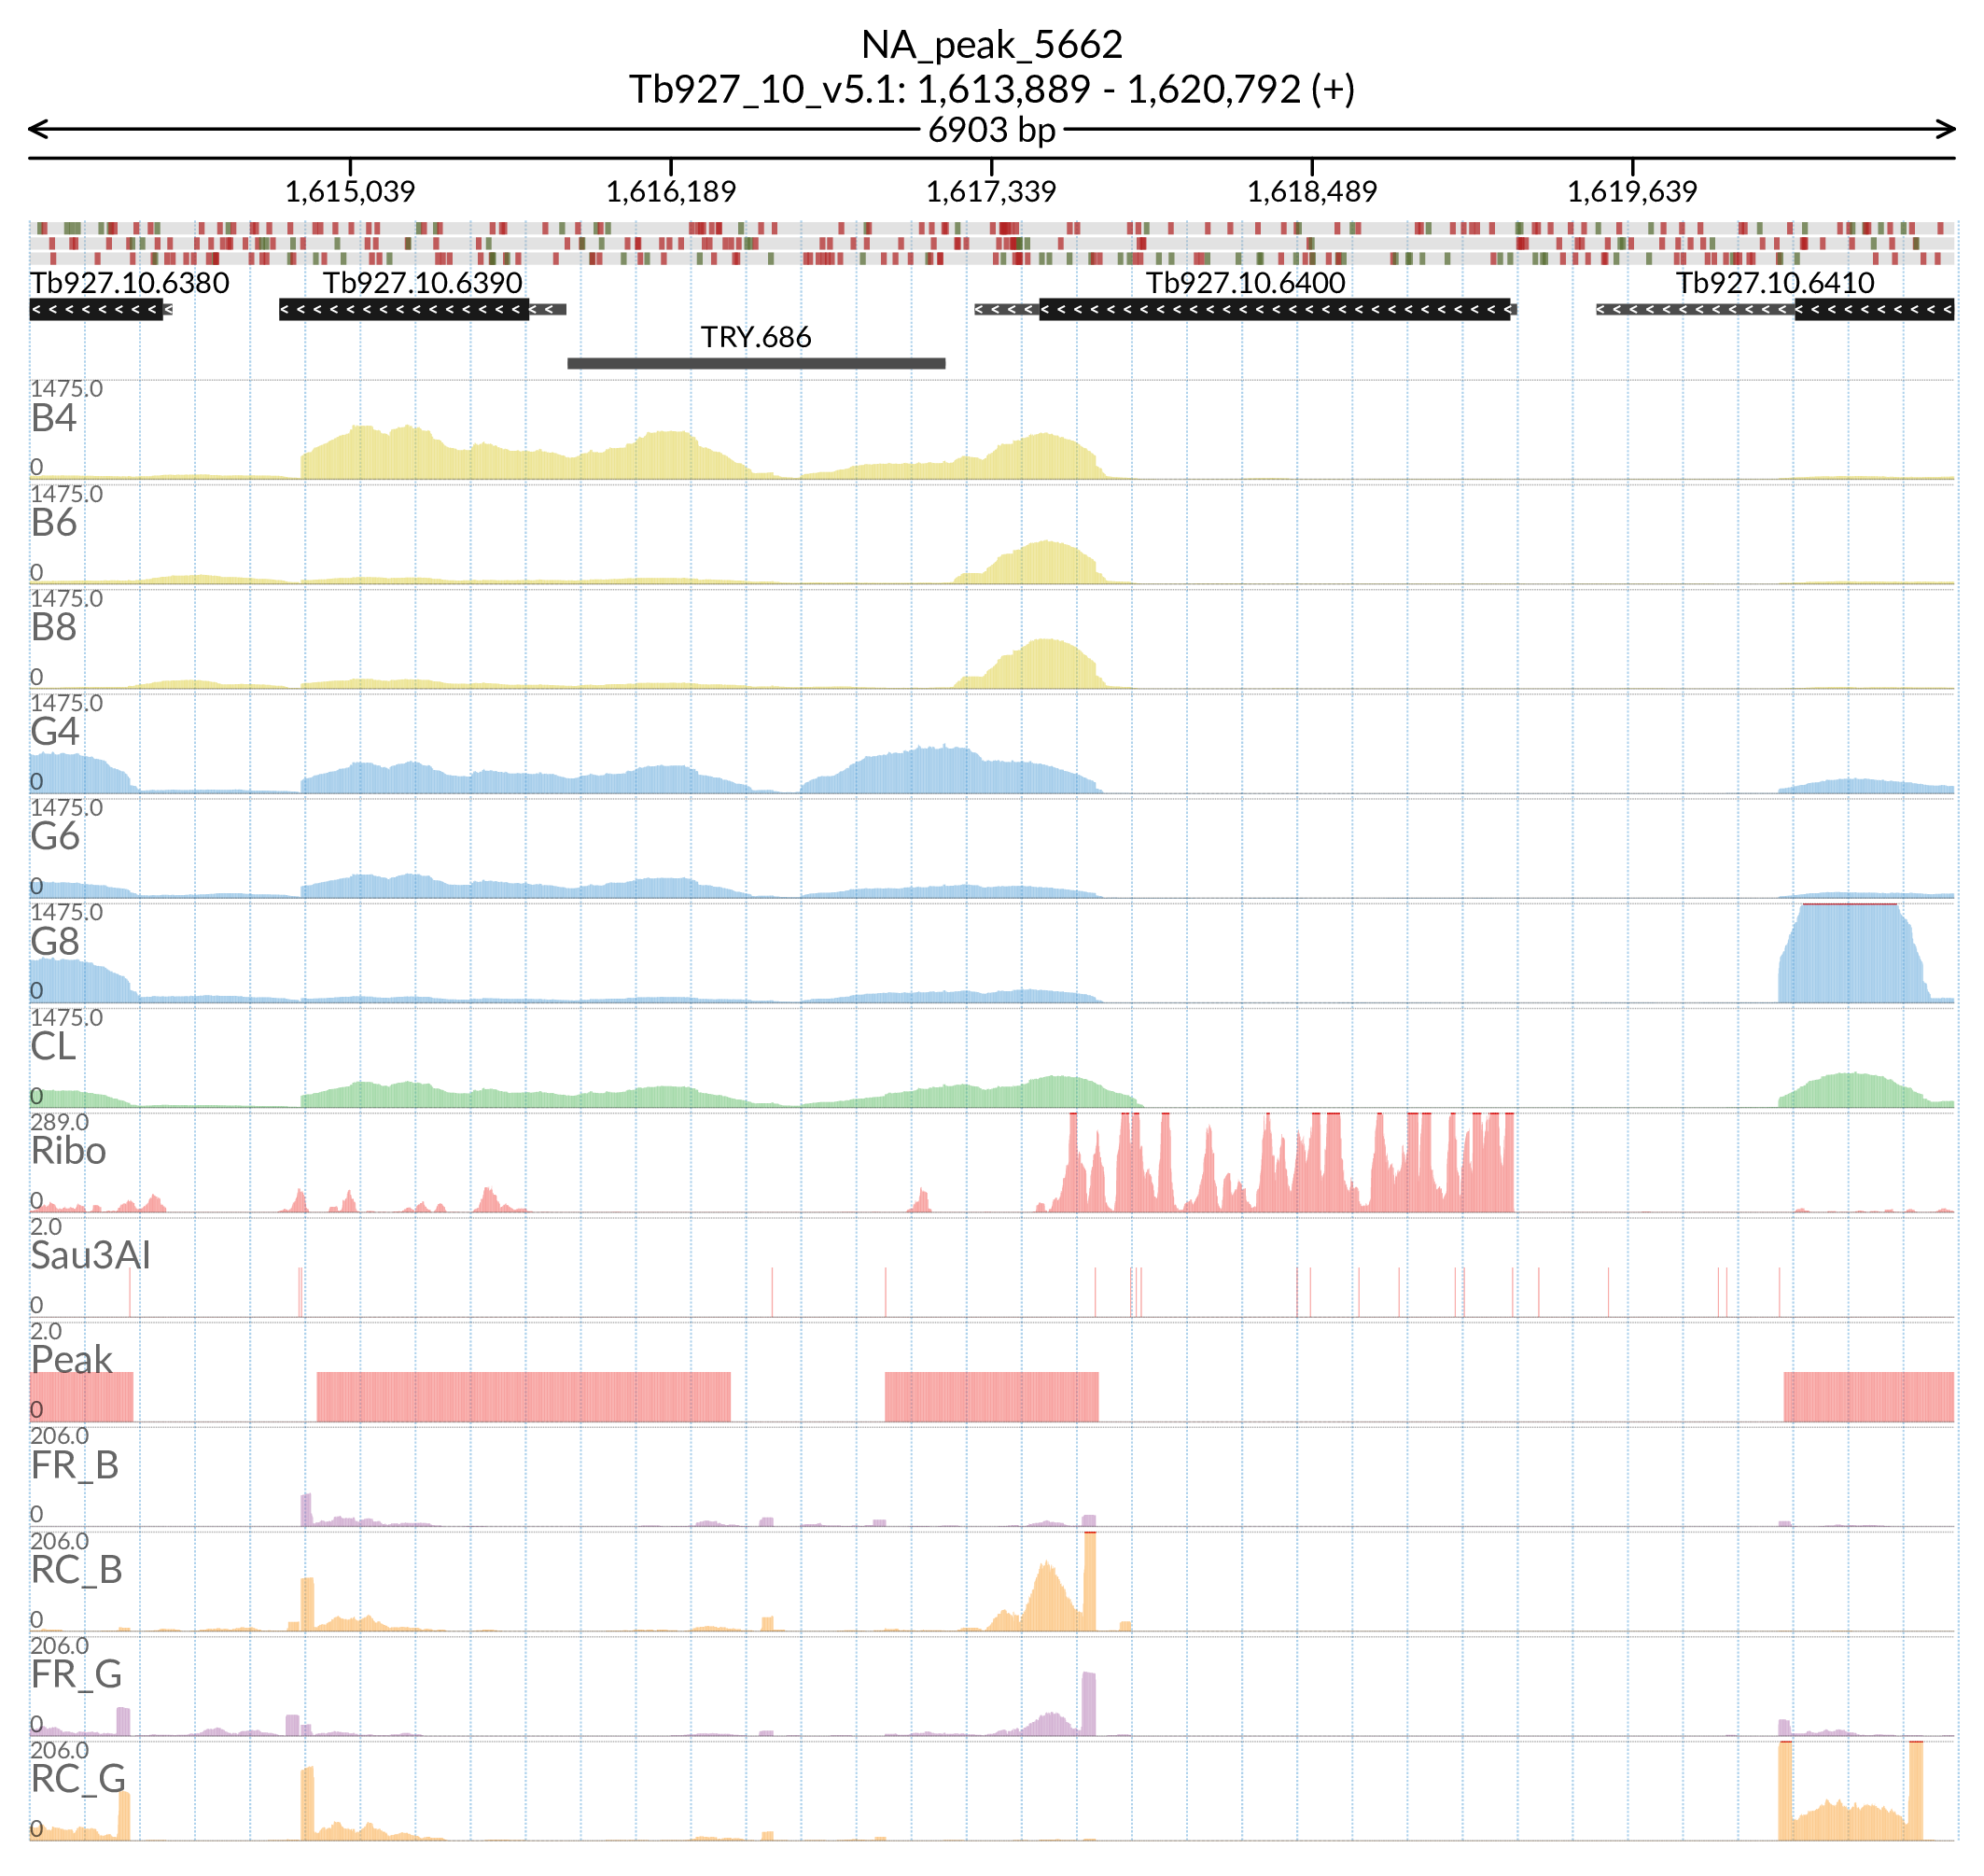 NA_peak_5662
Tb927_10_v5.1: 1,613,889 - 1,620,792 (+)
6903 bp
1,615,039 1,616,189 1,617,339 1,618,489 1,619,639
Tb927.10.6380 Tb927.10.6390 Tb927.10.6400 Tb927.10.6410
TRY.686
1475.0
B4
0
1475.0
B6
0
1475.0
B8
0
1475.0
G4
0
1475.0
G6
0
1475.0
G8
0
1475.0
CL
0
289.0
Ribo
0
2.0
Sau3AI
0
2.0
Peak
0
206.0
FR_B
0
206.0
RC_B
0
206.0
FR_G
0
206.0
RC_G
0